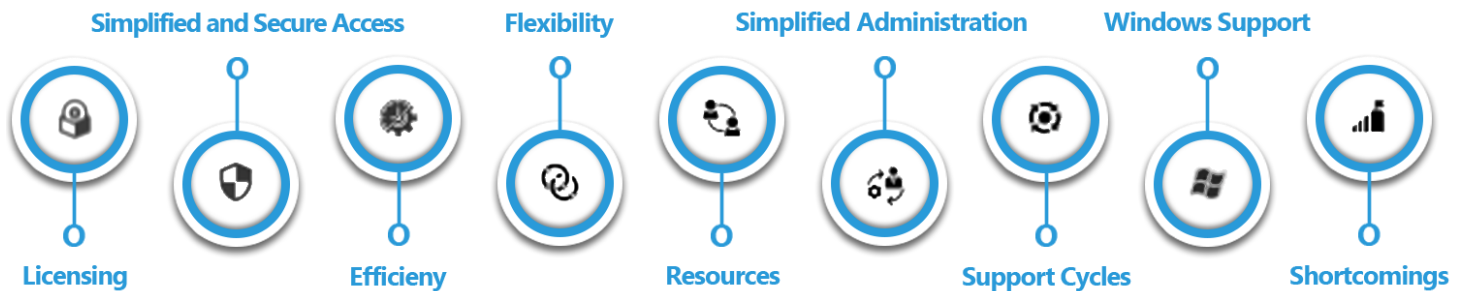 Simplified and Secure Access
Flexibility
Simplified Administration
Windows Support
Licensing
Efficieny
Resources
Support Cycles
Shortcomings